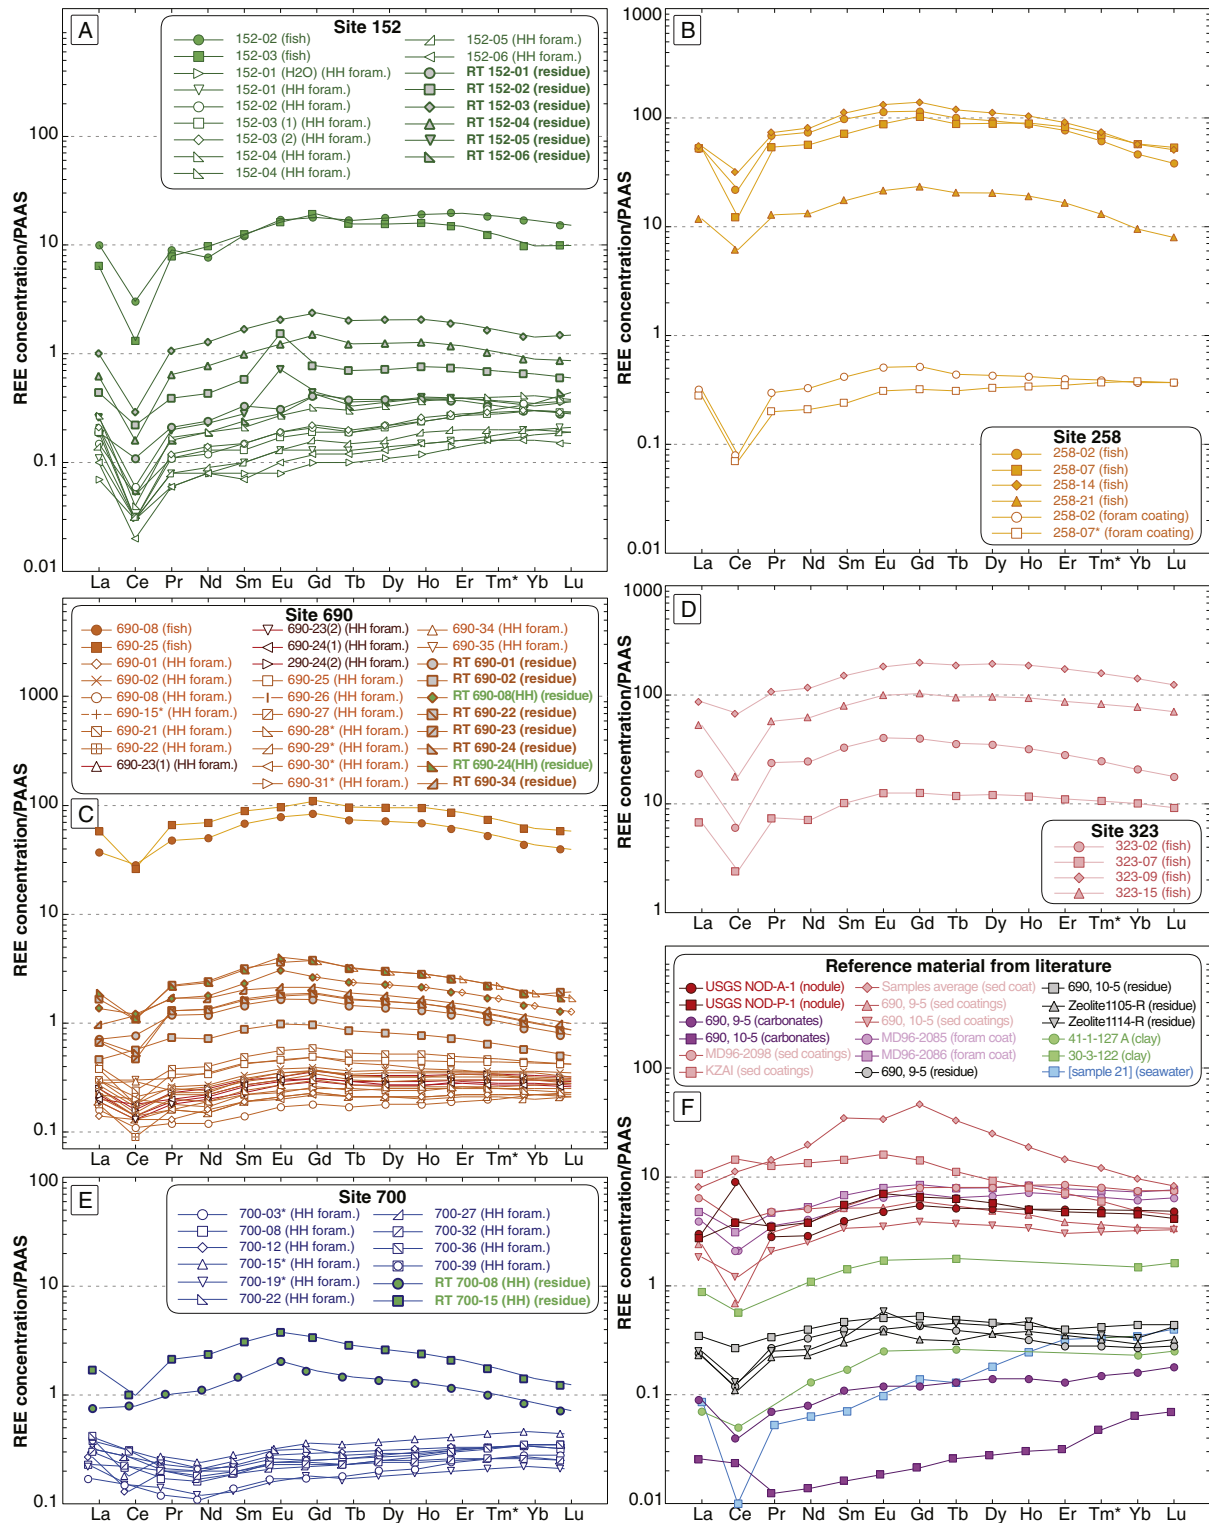 A
Site 152
152-02 (fish)
152-03 (fish)
152-01 (H2O) (HH foram.)
152-01 (HH foram.)
152-02 (HH foram.)
152-03 (1) (HH foram.)
152-03 (2) (HH foram.)
152-04 (HH foram.)
152-04 (HH foram.)
152-05 (HH foram.)
152-06 (HH foram.)
RT 152-01 (residue)
RT 152-02 (residue)
RT 152-03 (residue)
RT 152-04 (residue)
RT 152-05 (residue)
RT 152-06 (residue)
REE concentration/PAAS
100
10
1
0.1
0.01
La Ce Pr Nd Sm Eu Gd Tb Dy Ho Er Tm* Yb Lu
B
1000
100
10
1
0.1
0.01
REE concentration/PAAS
Site 258
258-02 (fish)
258-07 (fish)
258-14 (fish)
258-21 (fish)
258-02 (foram coating)
258-07* (foram coating)
La Ce Pr Nd Sm Eu Gd Tb Dy Ho Er Tm* Yb Lu
Site 690
690-08 (fish)
690-25 (fish)
690-01 (HH foram.)
690-02 (HH foram.)
690-08 (HH foram.)
690-15* (HH foram.)
690-21 (HH foram.)
690-22 (HH foram.)
690-23(1) (HH foram.)
690-23(2) (HH foram.)
690-24(1) (HH foram.)
290-24(2) (HH foram.)
690-25 (HH foram.)
690-26 (HH foram.)
690-27 (HH foram.)
690-28* (HH foram.)
690-29* (HH foram.)
690-30* (HH foram.)
690-31* (HH foram.)
690-34 (HH foram.)
690-35 (HH foram.)
RT 690-01 (residue)
RT 690-02 (residue)
RT 690-08(HH) (residue)
RT 690-22 (residue)
RT 690-23 (residue)
RT 690-24 (residue)
RT 690-24(HH) (residue)
RT 690-34 (residue)
C
REE concentration/PAAS
1000
100
10
1
0.1
La Ce Pr Nd Sm Eu Gd Tb Dy Ho Er Tm* Yb Lu
D
1000
100
10
1
REE concentration/PAAS
Site 323
323-02 (fish)
323-07 (fish)
323-09 (fish)
323-15 (fish)
La Ce Pr Nd Sm Eu Gd Tb Dy Ho Er Tm* Yb Lu
E
Site 700
700-03* (HH foram.)
700-08 (HH foram.)
700-12 (HH foram.)
700-15* (HH foram.)
700-19* (HH foram.)
700-22 (HH foram.)
700-27 (HH foram.)
700-32 (HH foram.)
700-36 (HH foram.)
700-39 (HH foram.)
RT 700-08 (HH) (residue)
RT 700-15 (HH) (residue)
REE concentration/PAAS
100
10
1
0.1
La Ce Pr Nd Sm Eu Gd Tb Dy Ho Er Tm* Yb Lu
Reference material from literature
USGS NOD-A-1 (nodule)
USGS NOD-P-1 (nodule)
690, 9-5 (carbonates)
690, 10-5 (carbonates)
MD96-2098 (sed coatings)
KZAI (sed coatings)
Samples average (sed coat)
690, 9-5 (sed coatings)
690, 10-5 (sed coatings)
MD96-2085 (foram coat)
MD96-2086 (foram coat)
690, 9-5 (residue)
690, 10-5 (residue)
Zeolite1105-R (residue)
Zeolite1114-R (residue)
41-1-127 A (clay)
30-3-122 (clay)
[sample 21] (seawater)
F
REE concentration/PAAS
100
10
1
0.1
0.01
La Ce Pr Nd Sm Eu Gd Tb Dy Ho Er Tm* Yb Lu